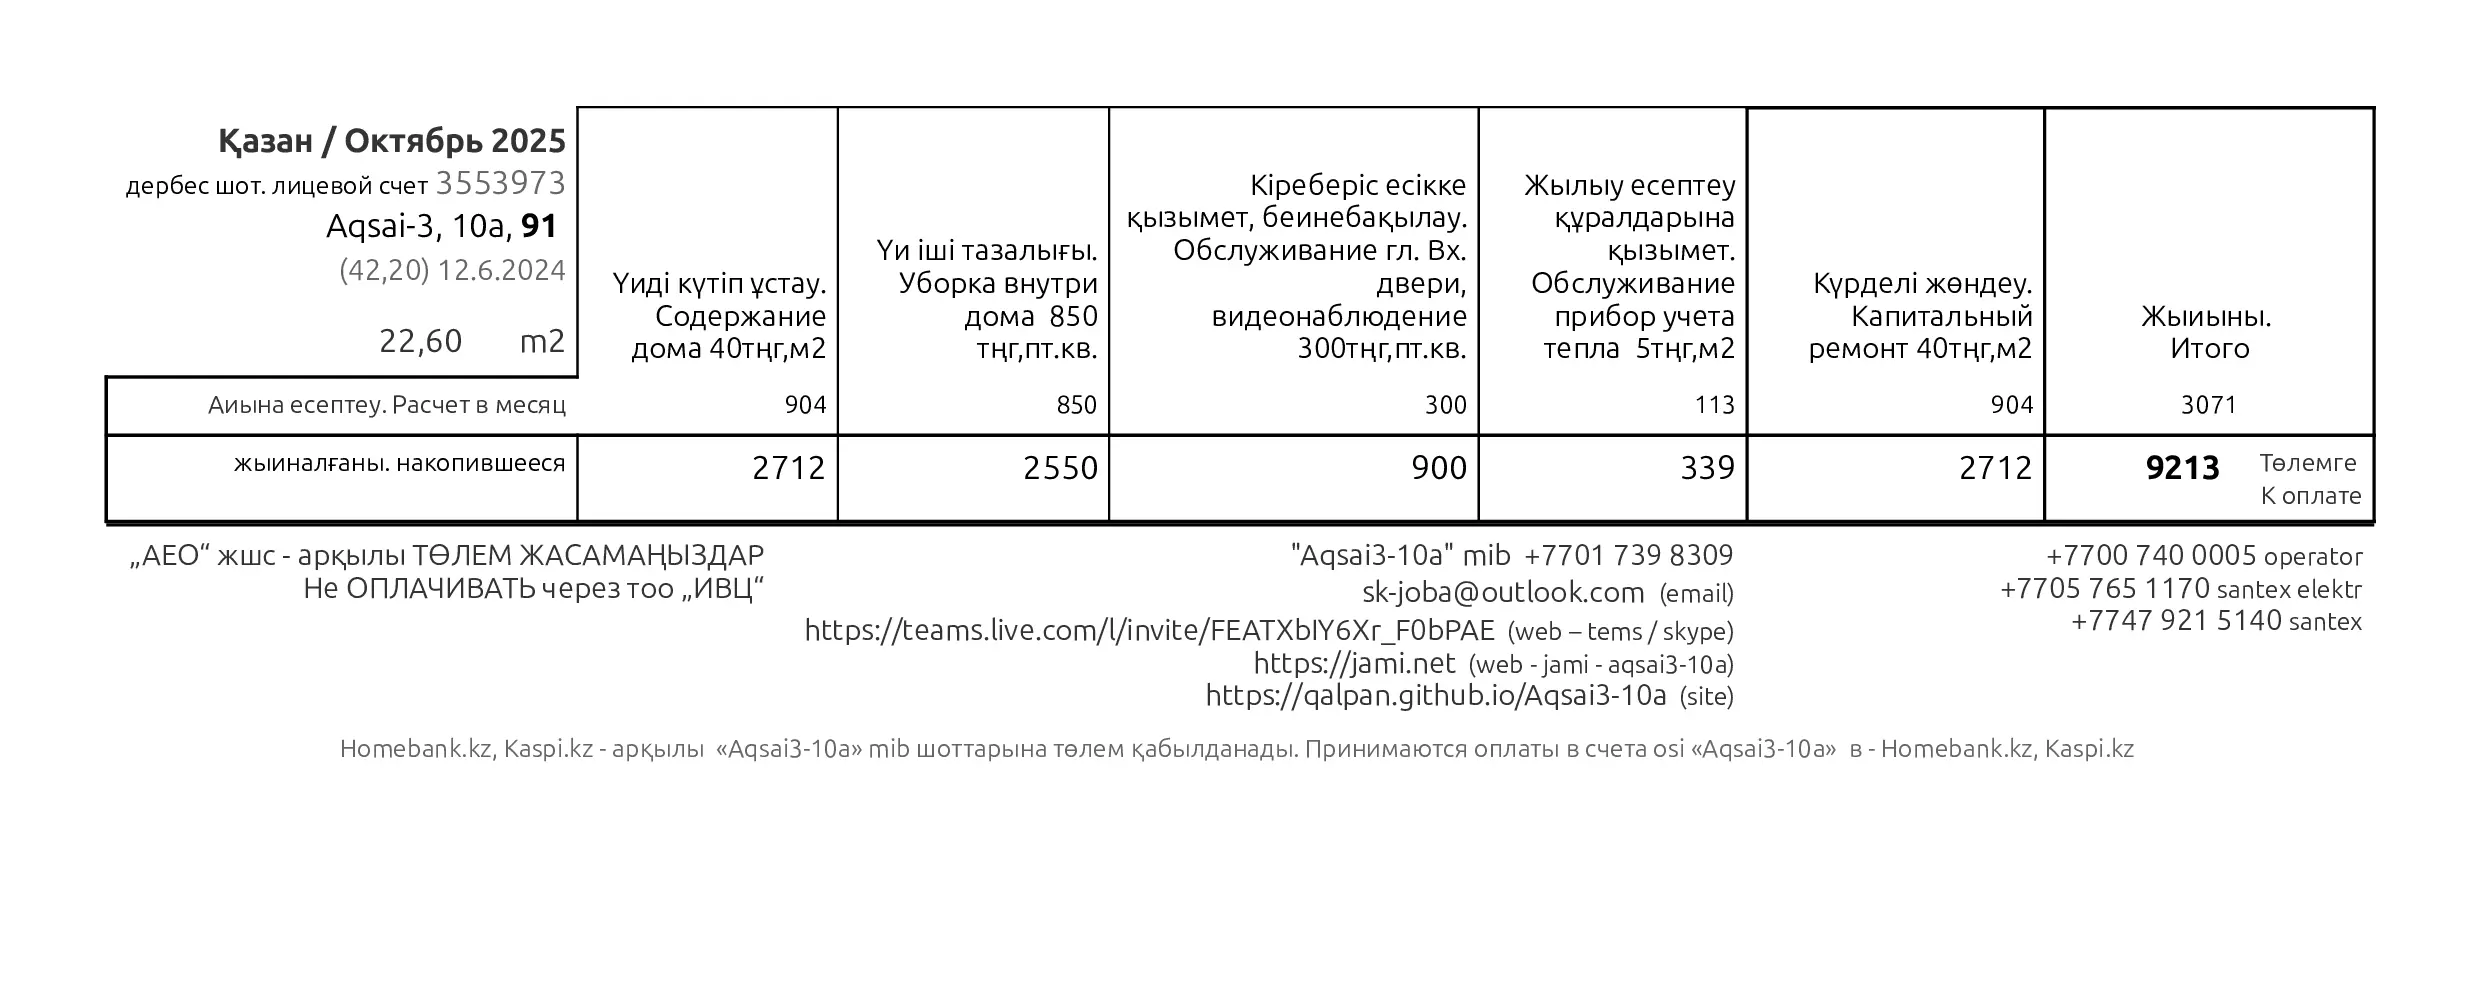 Қазан / Октябрь 2025
дербес шот. лицевой счет 3553973
Aqsai-3, 10a, 91
(42,20) 12.6.2024
22,60 m2
Үиді күтіп ұстау.
Содержание
дома 40тңг,м2
Үи іші тазалығы.
Уборка внутри
дома 850
тңг,пт.кв.
Кіреберіс есікке
қызымет, беинебақылау.
Обслуживание гл. Вх.
двери,
видеонаблюдение
300тңг,пт.кв.
Жылыу есептеу
құралдарына
қызымет.
Обслуживание
прибор учета
тепла 5тңг,м2
Күрделі жөндеу.
Капитальный
ремонт 40тңг,м2
Жыиыны.
Итого
Аиына есептеу. Расчет в месяц 904 850 300 113 904 3071
жыиналғаны. накопившееся 2712 2550 900 339 2712 9213 Төлемге
К оплате
„АЕО“ жшс - арқылы ТӨЛЕМ ЖАСАМАҢЫЗДАР
Не ОПЛАЧИВАТЬ через тоо „ИВЦ“
"Aqsai3-10a" mib +7701 739 8309
sk-joba@outlook.com (email)
https://teams.live.com/l/invite/FEATXbIY6Xr_F0bPAE (web – tems / skype)
https://jami.net (web - jami - aqsai3-10a)
https://qalpan.github.io/Aqsai3-10a (site)
+7700 740 0005 operator
+7705 765 1170 santex elektr
+7747 921 5140 santex
Homebank.kz, Kaspi.kz - арқылы «Aqsai3-10a» mib шоттарына төлем қабылданады. Принимаются оплаты в счета osi «Aqsai3-10a» в - Homebank.kz, Kaspi.kz